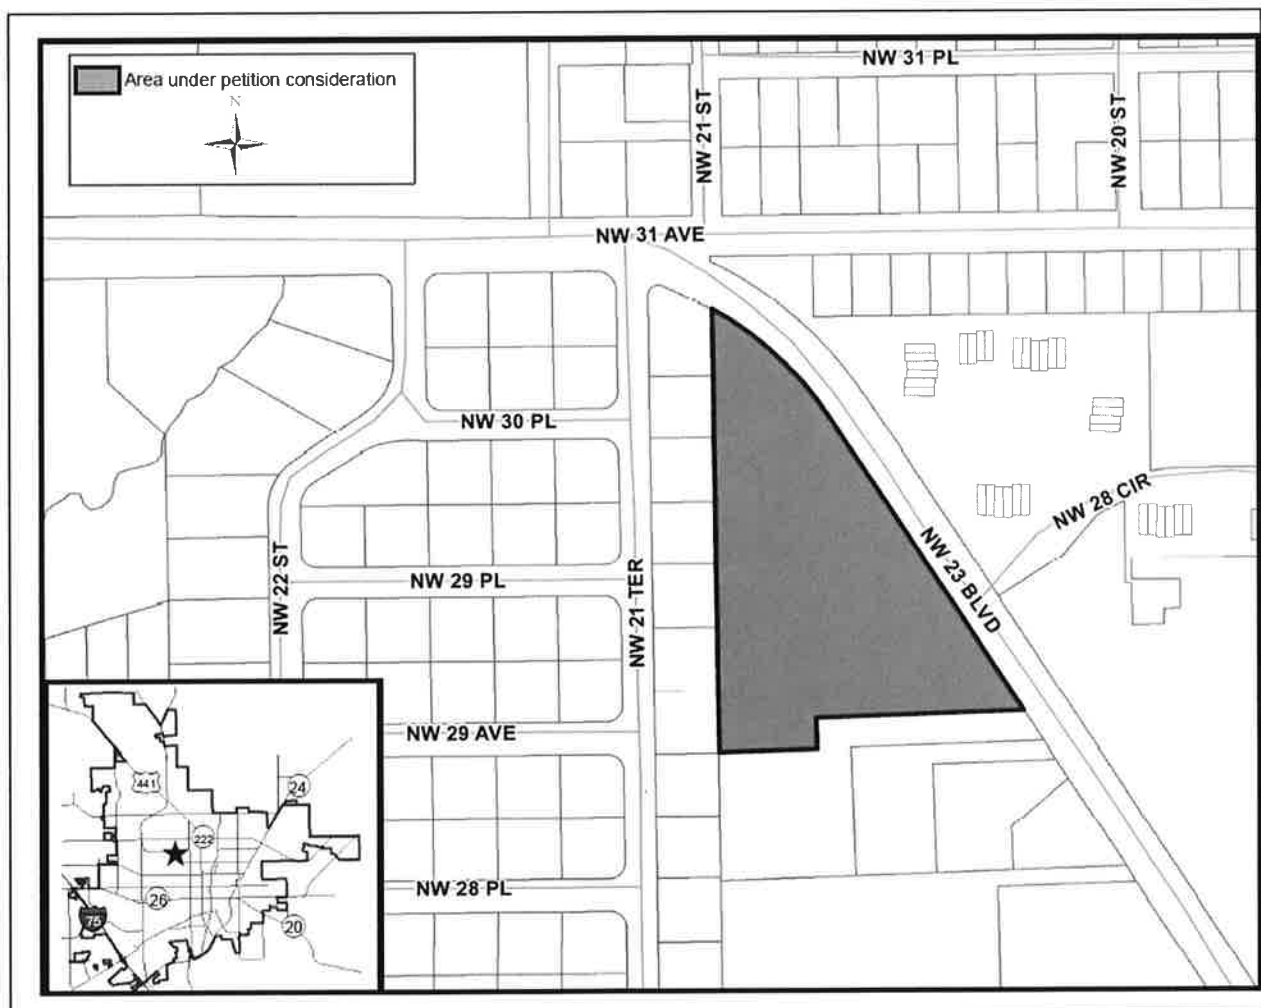 Area under petition consideration
N
NW 31 PL
NW 21 ST
NW 20 ST
NW 31 AVE
NW 30 PL
NW 28 CIR
NW 23 BLVD
NW 22 ST
NW 29 PL
NW 21 TER
NW 29 AVE
NW 28 PL
441
24
222
26
75
20